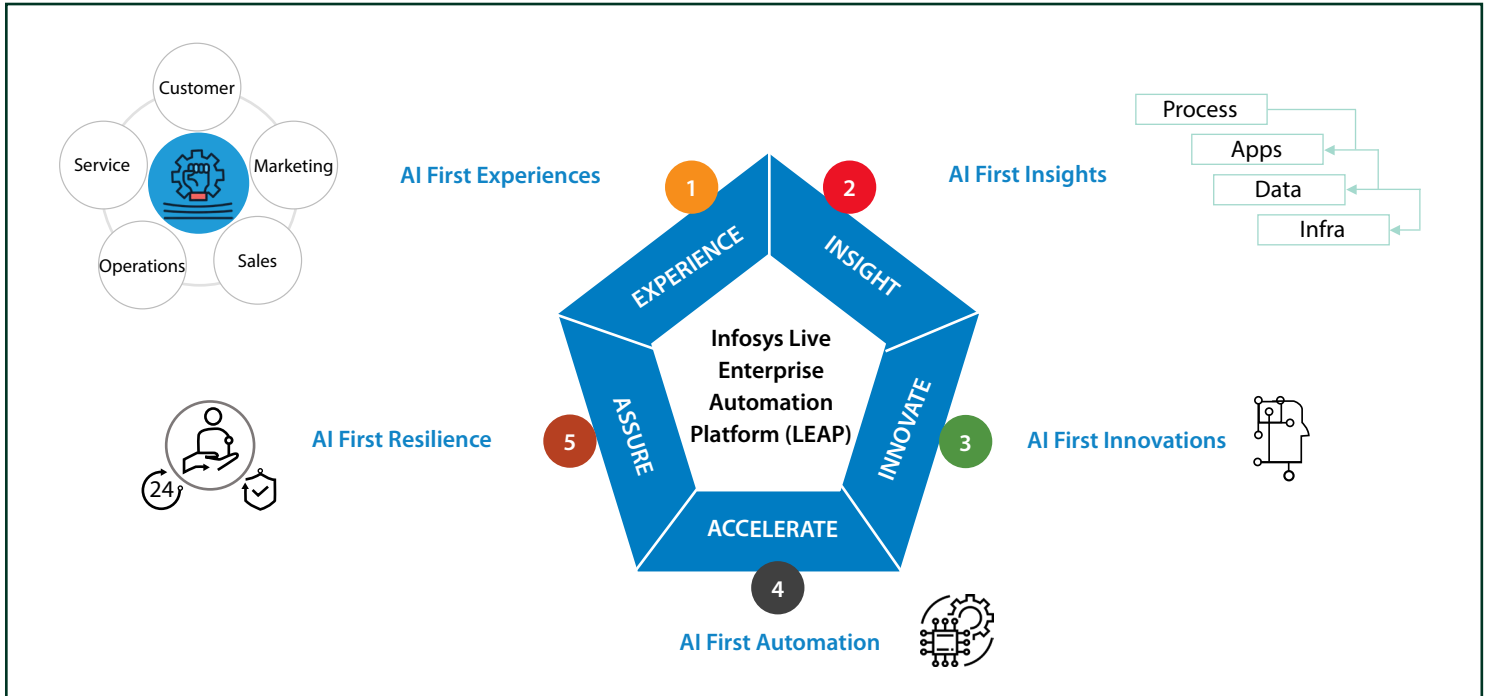 Customer
Service
Marketing
Operations
Sales
AI First Experiences
1
EXPERIENCE
2
INSIGHT
AI First Insights
Process
Apps
Data
Infra
Infosys Live
Enterprise
Automation
Platform (LEAP)
INNOVATE
3
AI First Innovations
ACCELERATE
4
AI First Automation
ASSURE
5
AI First Resilience
24